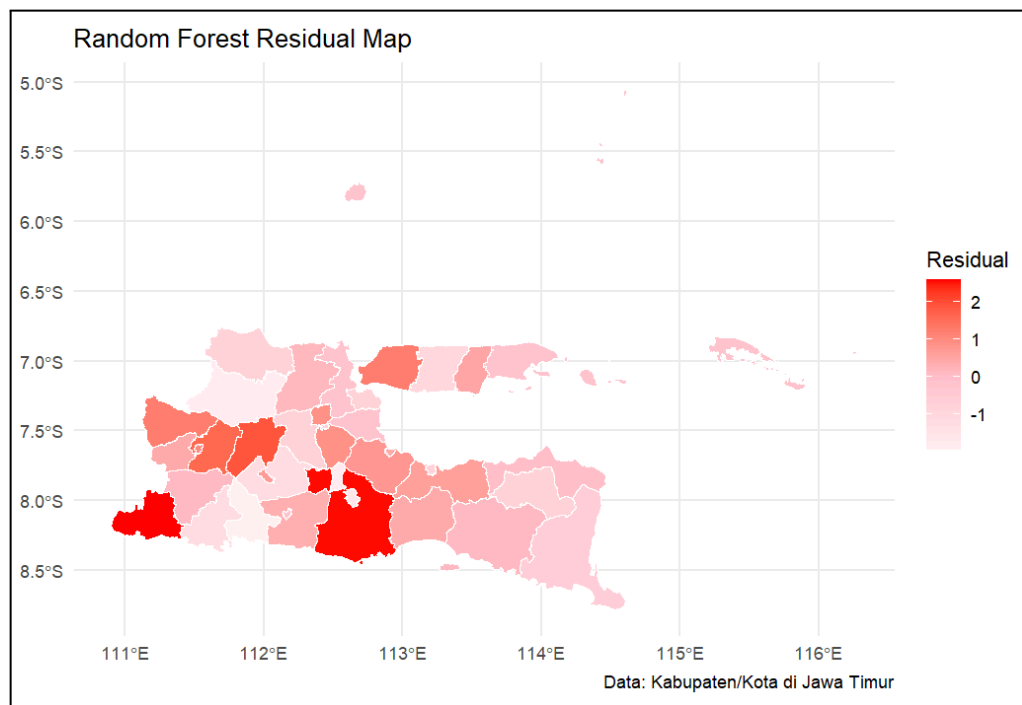 Random Forest Residual Map
5.0°S
5.5°S
6.0°S
6.5°S
7.0°S
7.5°S
8.0°S
8.5°S
111°E 112°E 113°E 114°E 115°E 116°E
Residual
2
1
0
-1
Data: Kabupaten/Kota di Jawa Timur